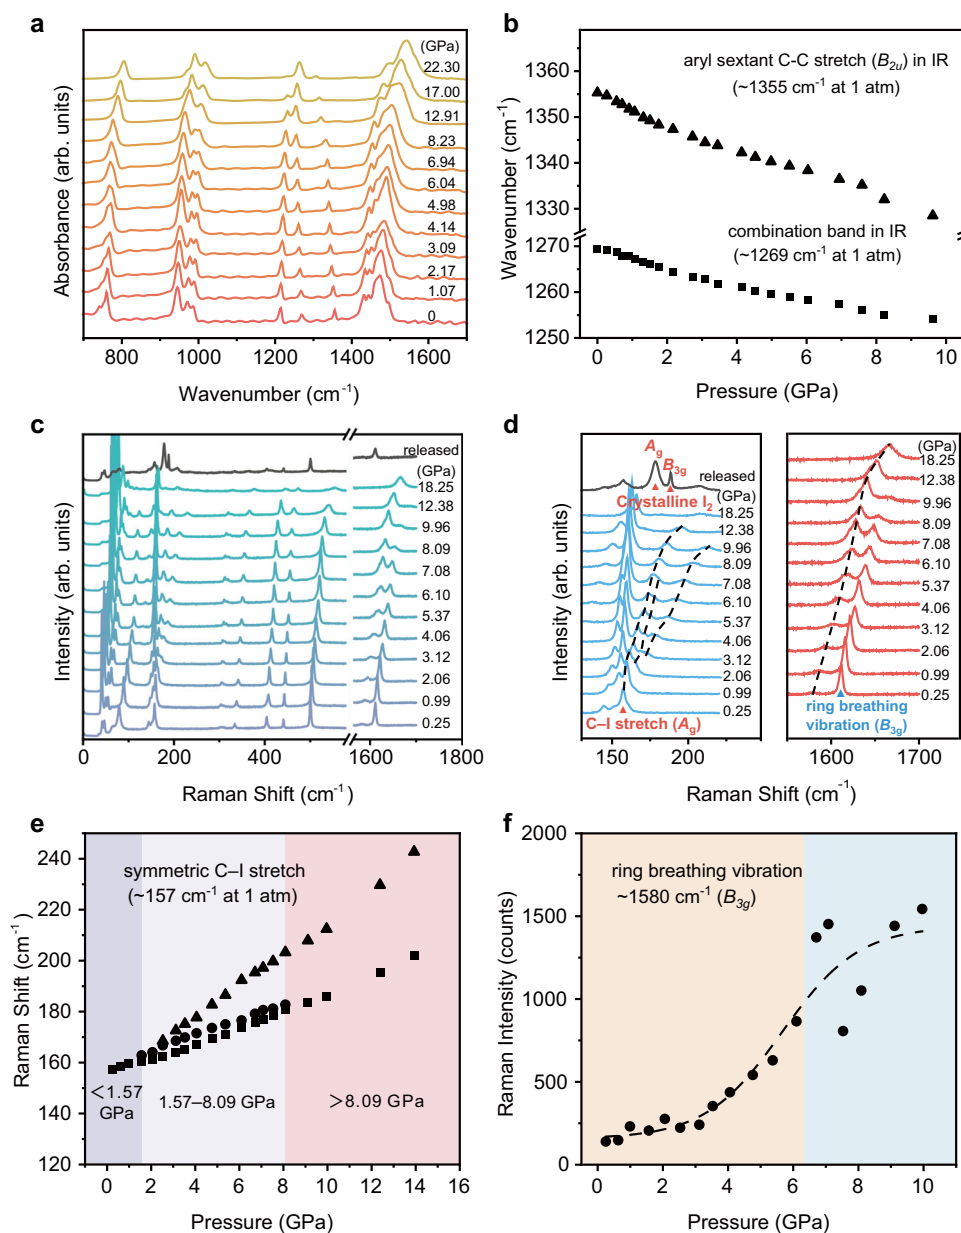 a
(GPa)
22.30
17.00
12.91
8.23
6.94
6.04
4.98
4.14
3.09
2.17
1.07
0
Absorbance (arb. units)
800 1000 1200 1400 1600
Wavenumber (cm⁻¹)
b
aryl sextant C-C stretch (B2u) in IR
(~1355 cm⁻¹ at 1 atm)
combination band in IR
(~1269 cm⁻¹ at 1 atm)
1360
1350
1340
1330
1270
1260
1250
Wavenumber (cm⁻¹)
0 2 4 6 8 10
Pressure (GPa)
c
released
(GPa)
18.25
12.38
9.96
8.09
7.08
6.10
5.37
4.06
3.12
2.06
0.99
0.25
Intensity (arb. units)
0 100 200 300 400 500 1600 1700 1800
Raman Shift (cm⁻¹)
d
Ag
B3g
released
Crystalline I2
(GPa)
18.25
12.38
9.96
8.09
7.08
6.10
5.37
4.06
3.12
2.06
0.99
0.25
C–I stretch (Ag)
Intensity (arb. units)
150 200
(GPa)
18.25
12.38
9.96
8.09
7.08
6.10
5.37
4.06
3.12
2.06
0.99
0.25
ring breathing
vibration (B3g)
1600 1700
Raman Shift (cm⁻¹)
e
symmetric C–I stretch
(~157 cm⁻¹ at 1 atm)
<1.57
GPa
1.57–8.09 GPa
>8.09 GPa
240
220
200
180
160
140
120
Raman Shift (cm⁻¹)
0 2 4 6 8 10 12 14 16
Pressure (GPa)
f
ring breathing vibration
~1580 cm⁻¹ (B3g)
2000
1500
1000
500
0
Raman Intensity (counts)
0 2 4 6 8 10
Pressure (GPa)